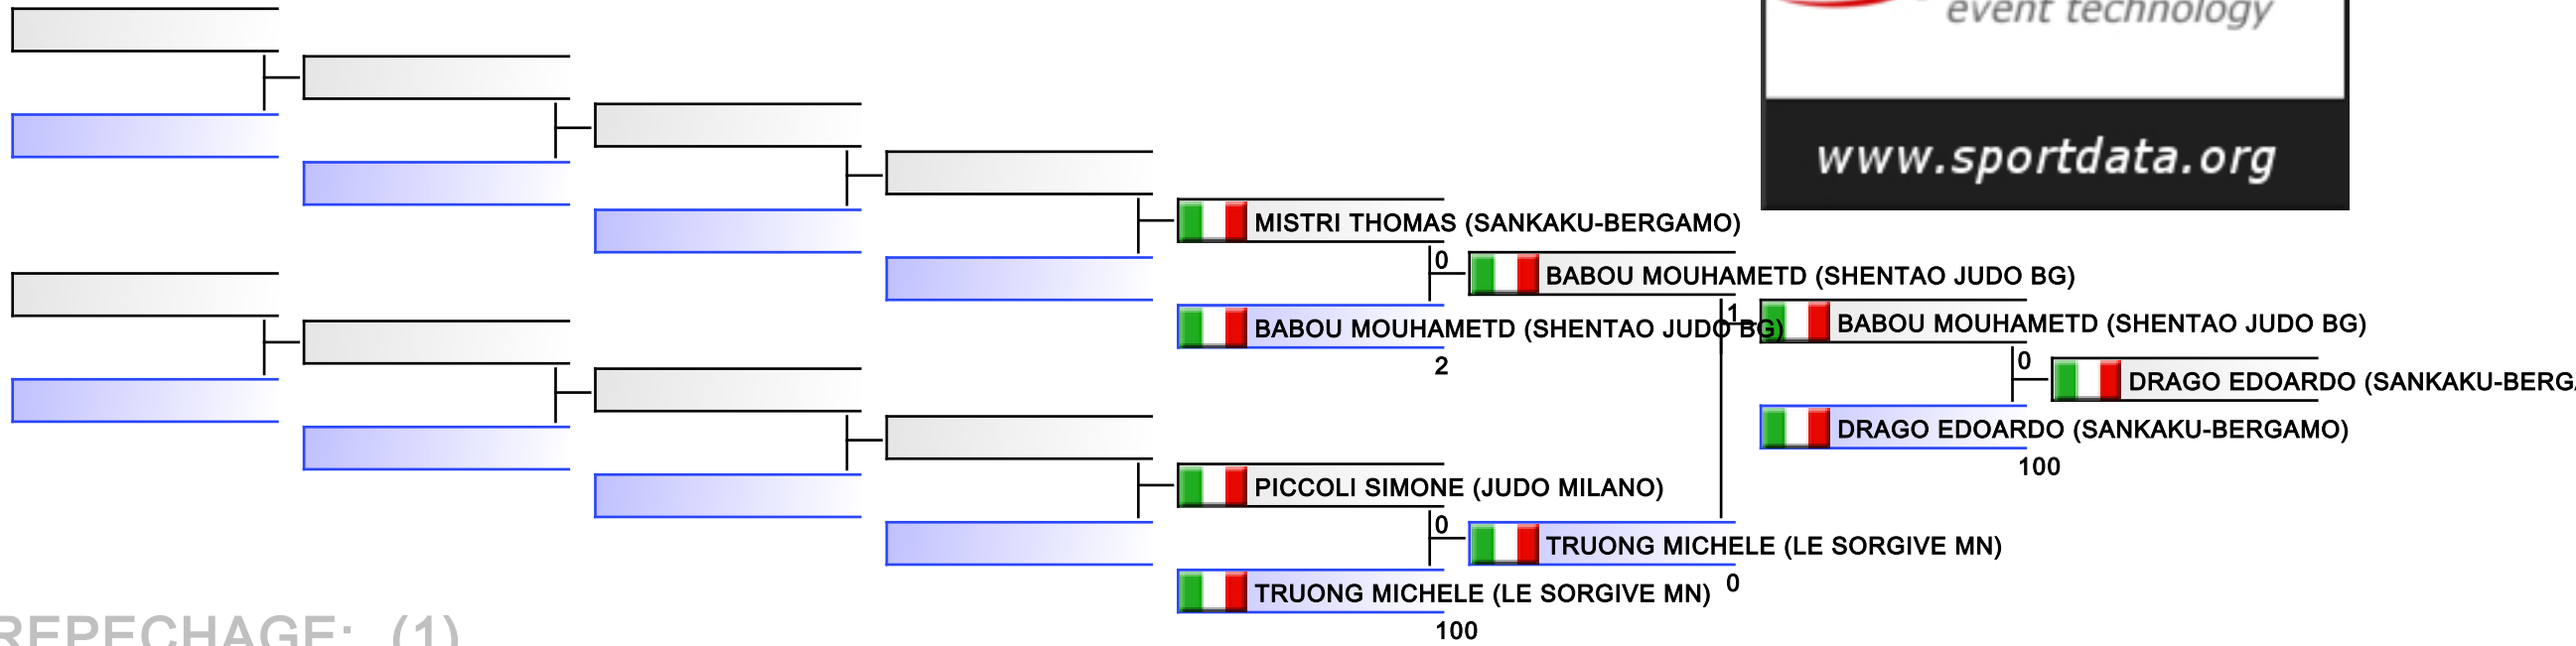 event technology
www.sportdata.org
MISTRI THOMAS (SANKAKU-BERGAMO)
0
BABOU MOUHAMETD (SHENTAO JUDO BG)
BABOU MOUHAMETD (SHENTAO JUDO BG)
2
1
BABOU MOUHAMETD (SHENTAO JUDO BG)
0
DRAGO EDOARDO (SANKAKU-BERG
DRAGO EDOARDO (SANKAKU-BERGAMO)
100
PICCOLI SIMONE (JUDO MILANO)
0
TRUONG MICHELE (LE SORGIVE MN)
0
TRUONG MICHELE (LE SORGIVE MN)
100
REPECHAGE: (1)